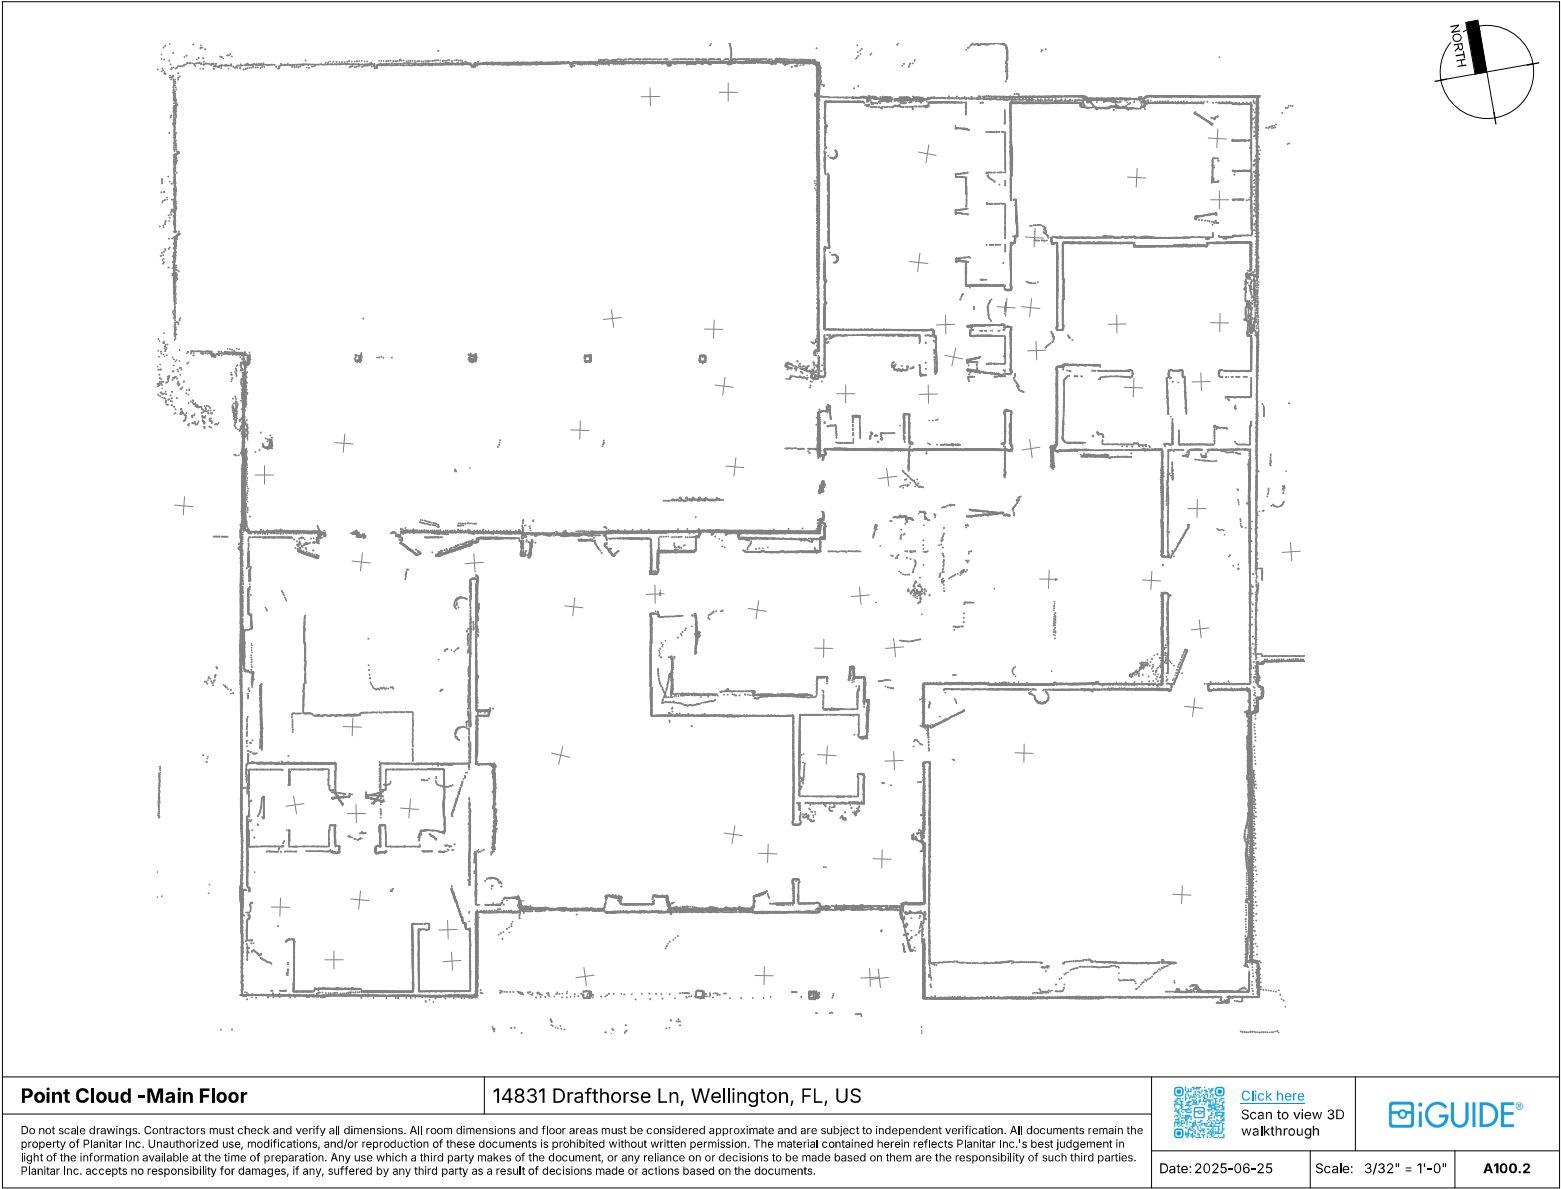 NORTH
Point Cloud -Main Floor
14831 Drafthorse Ln, Wellington, FL, US
Do not scale drawings. Contractors must check and verify all dimensions. All room dimensions and floor areas must be considered approximate and are subject to independent verification. All documents remain the
property of Planitar Inc. Unauthorized use, modifications, and/or reproduction of these documents is prohibited without written permission. The material contained herein reflects Planitar Inc.'s best judgement in
light of the information available at the time of preparation. Any use which a third party makes of the document, or any reliance on or decisions to be made based on them are the responsibility of such third parties.
Planitar Inc. accepts no responsibility for damages, if any, suffered by any third party as a result of decisions made or actions based on the documents.
Click here
Scan to view 3D
walkthrough
iGUIDE®
Date: 2025-06-25
Scale: 3/32" = 1'-0"
A100.2